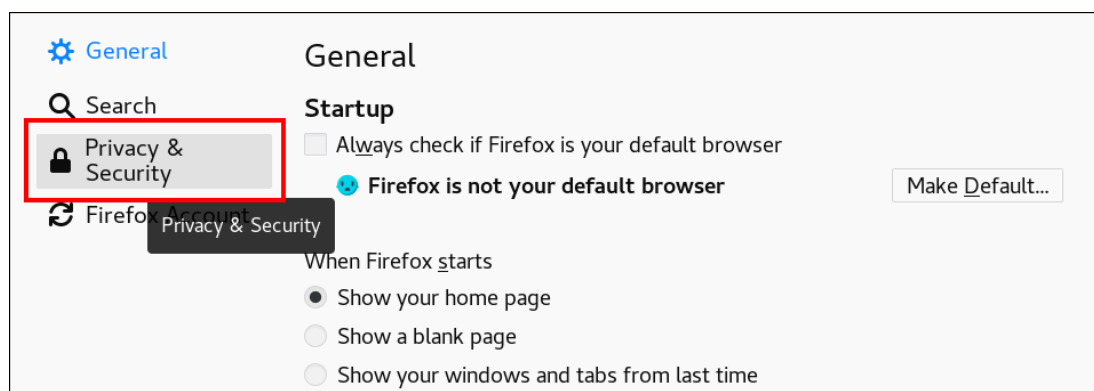 General
Search
Privacy &
Security
Firefox Account
Privacy & Security
General
Startup
Always check if Firefox is your default browser
Firefox is not your default browser
Make Default...
When Firefox starts
Show your home page
Show a blank page
Show your windows and tabs from last time